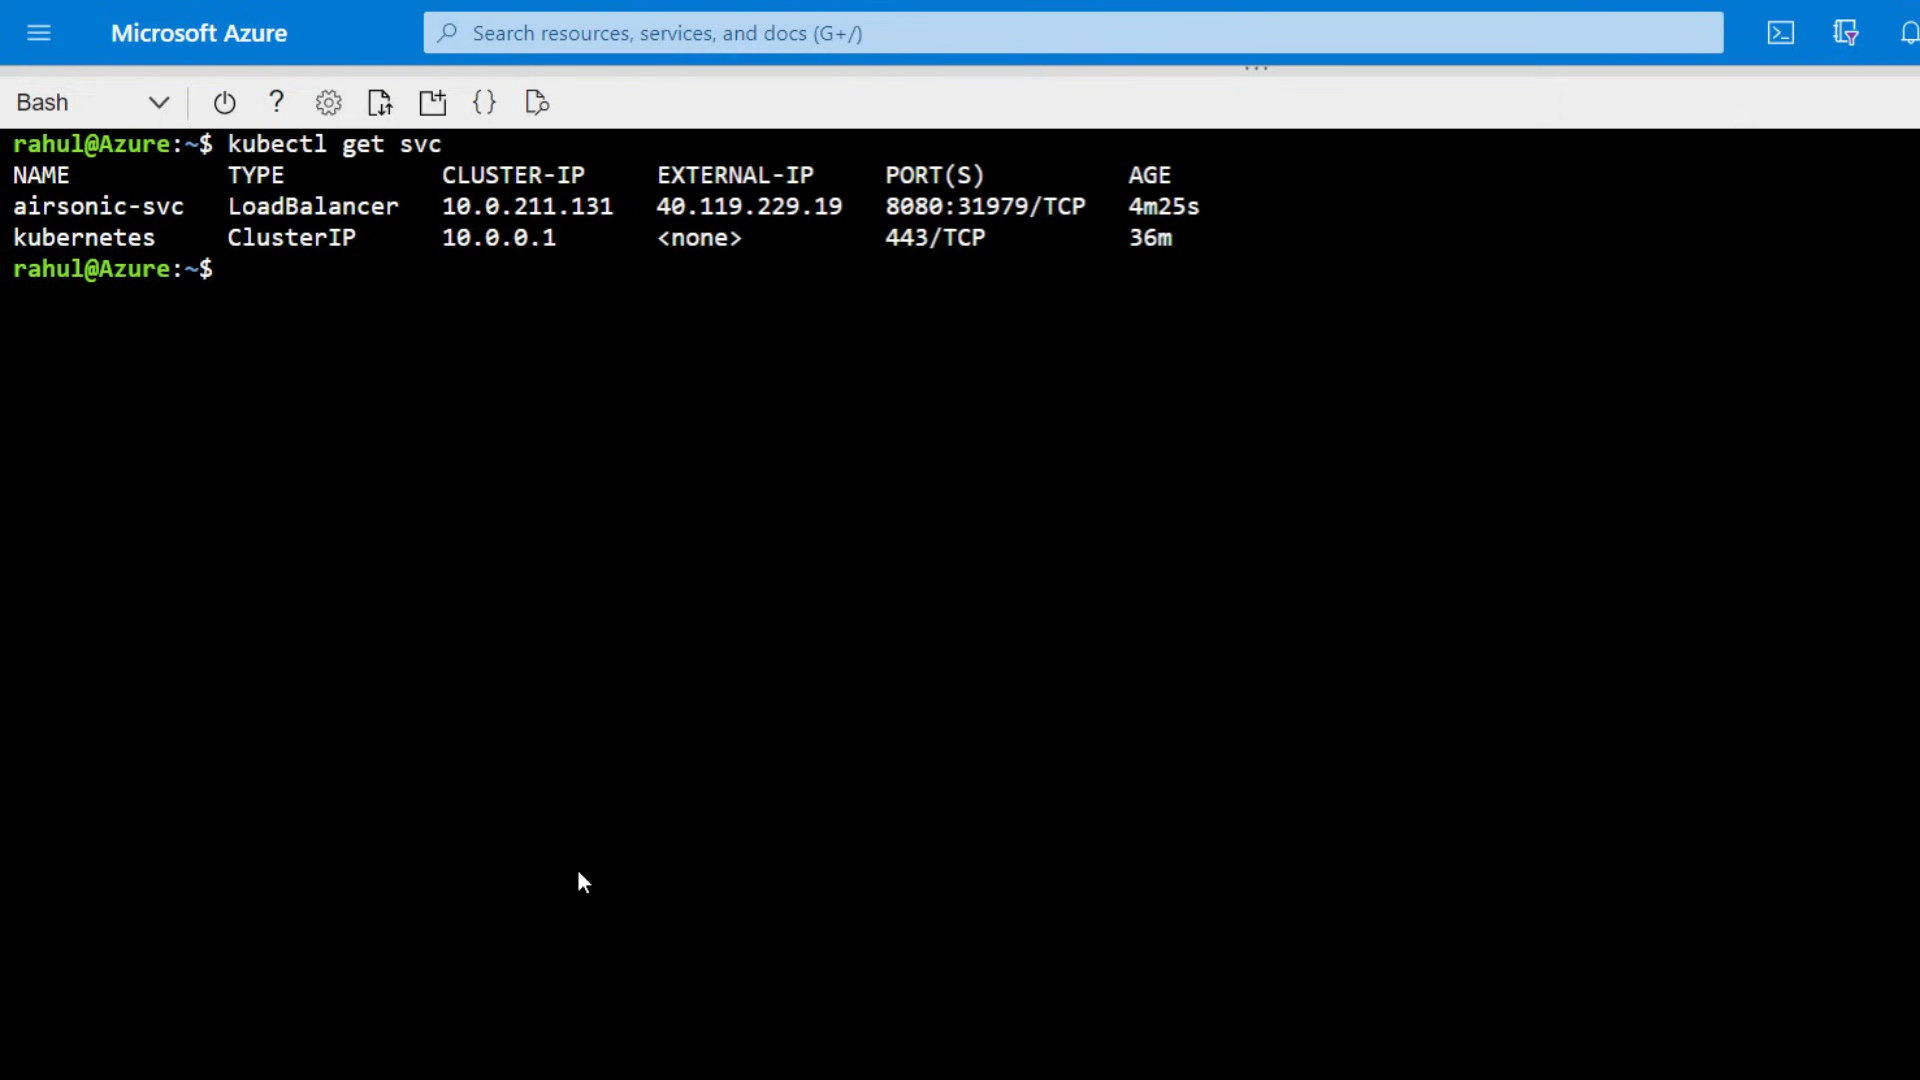 Microsoft Azure
Search resources, services, and docs (G+/)
Bash
rahul@Azure:~$ kubectl get svc
NAME TYPE CLUSTER-IP EXTERNAL-IP PORT(S) AGE
airsonic-svc LoadBalancer 10.0.211.131 40.119.229.19 8080:31979/TCP 4m25s
kubernetes ClusterIP 10.0.0.1 <none> 443/TCP 36m
rahul@Azure:~$